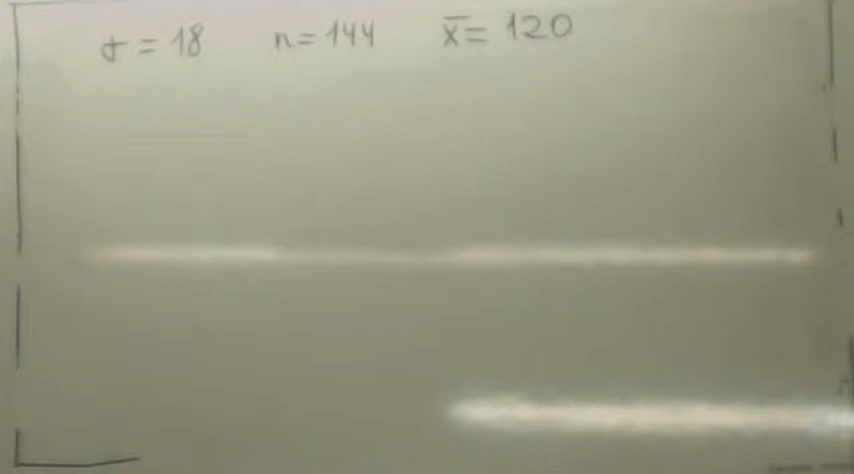 σ = 18 n = 144 x̄ = 120